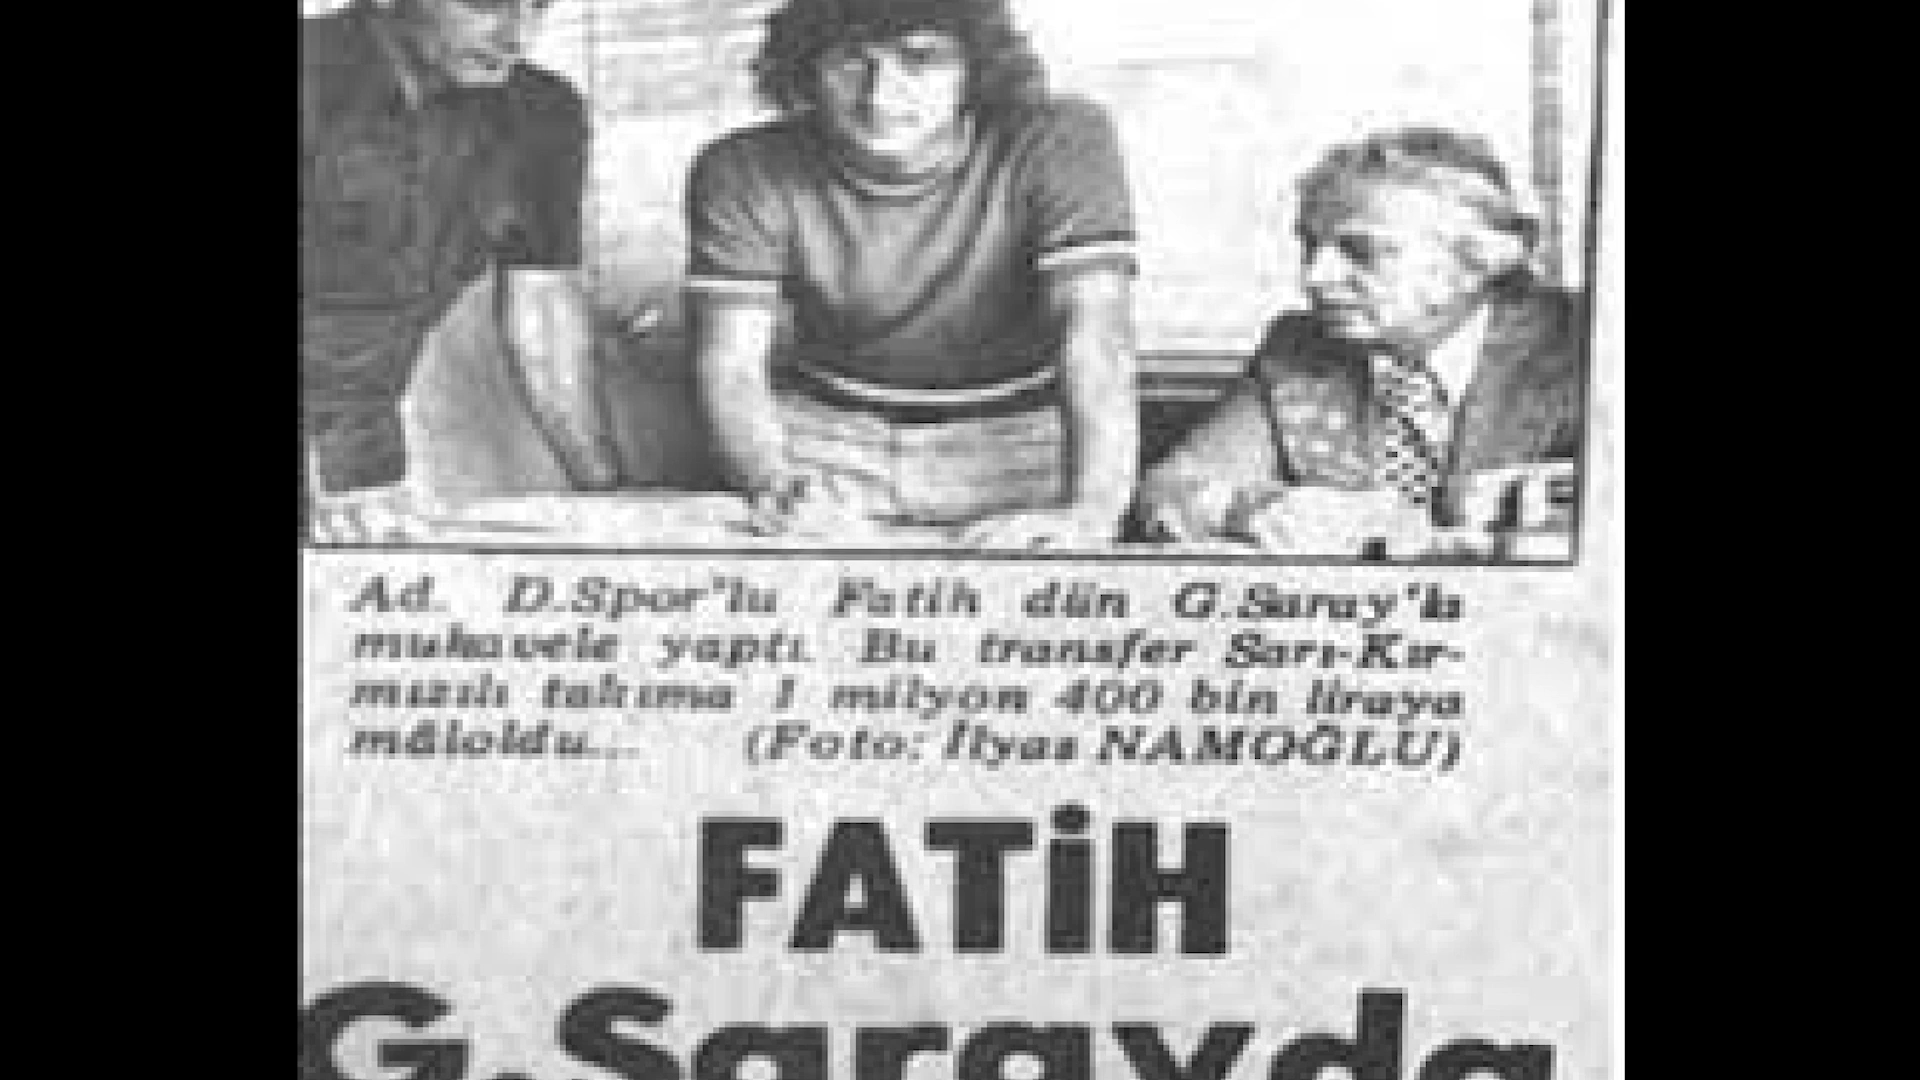 Ad. D.Spor'lu Fatih dün G.Saray'la
mukavele yaptı. Bu transfer Sarı-Kır-
mızılı takıma 1 milyon 400 bin liraya
mâloldu... (Foto: İlyas NAMOĞLU)
FATİH
G.Sarayda